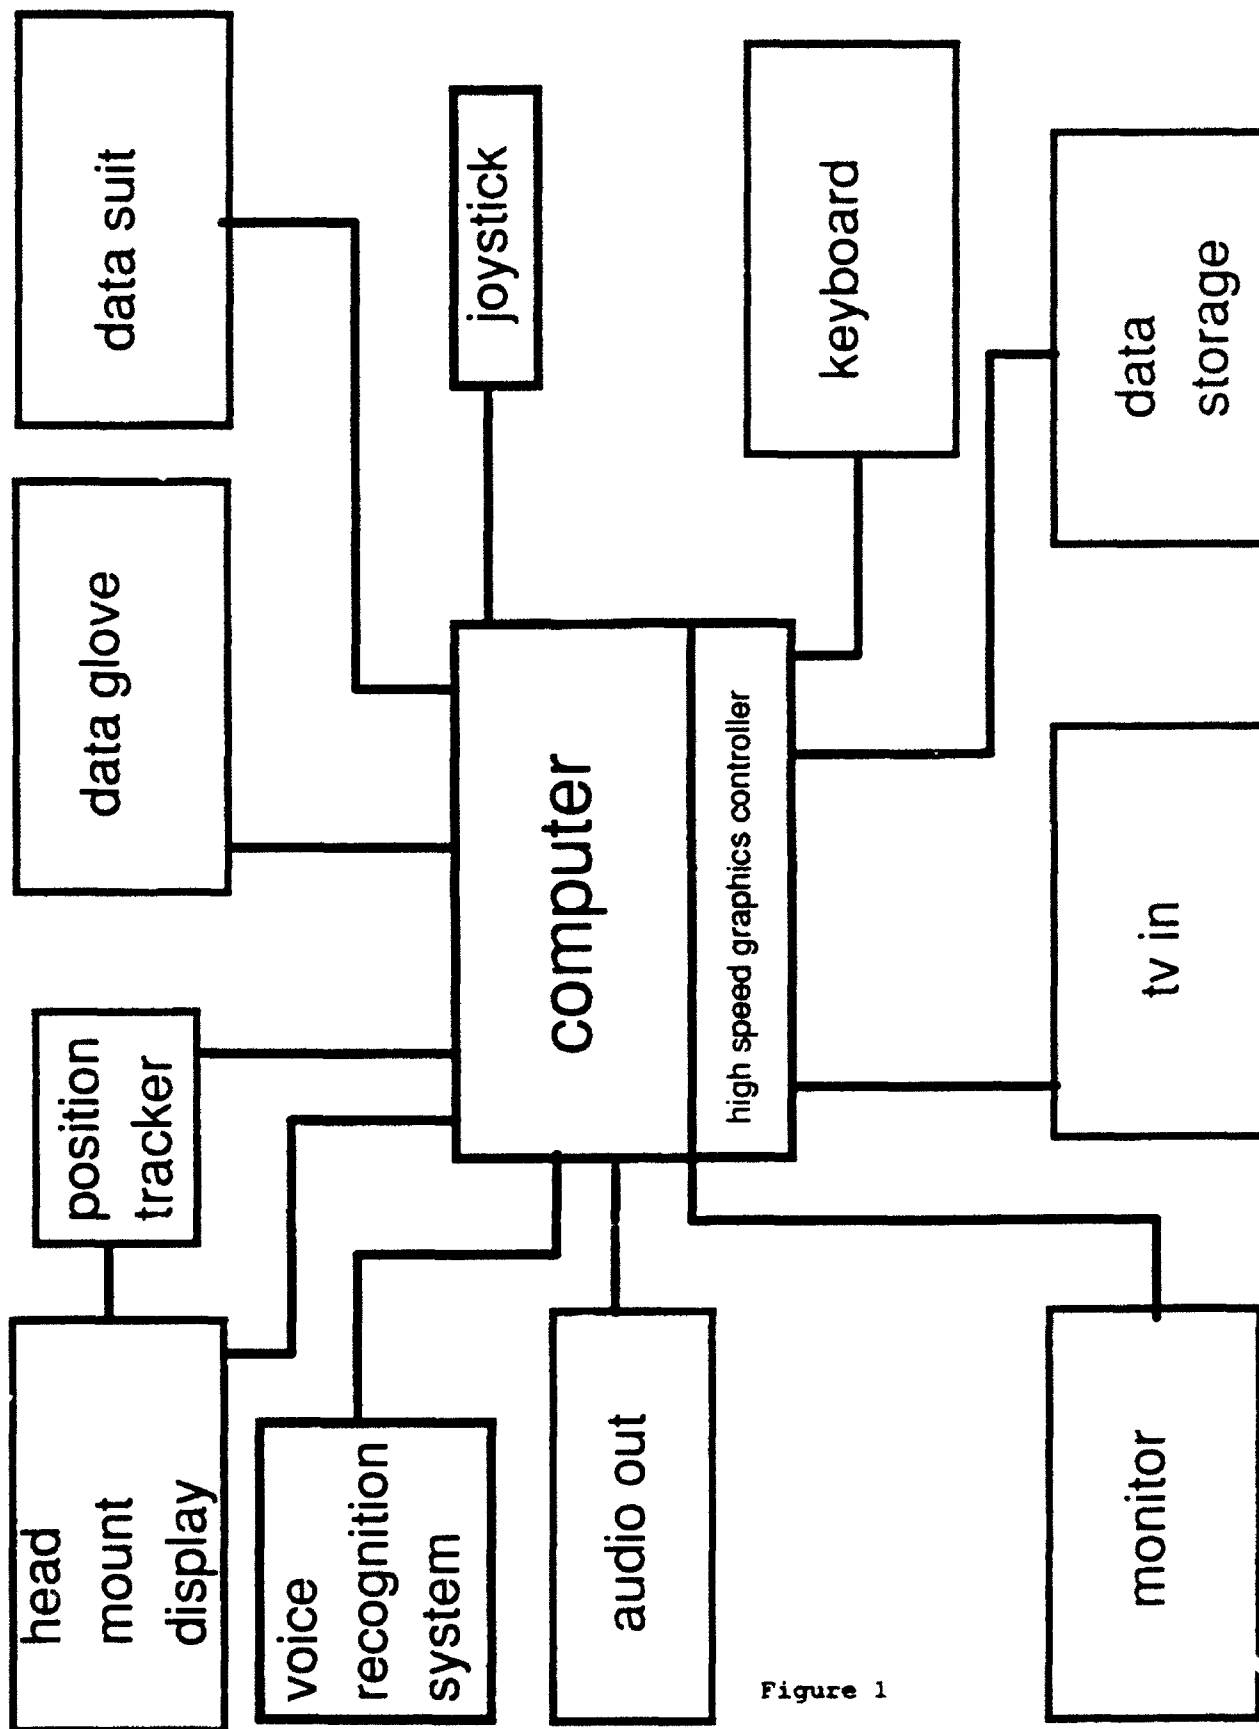 head
mount
display
position
tracker
data glove
data suit
voice
recognition
system
joystick
computer
high speed graphics controller
audio out
keyboard
monitor
tv in
data
storage
Figure 1